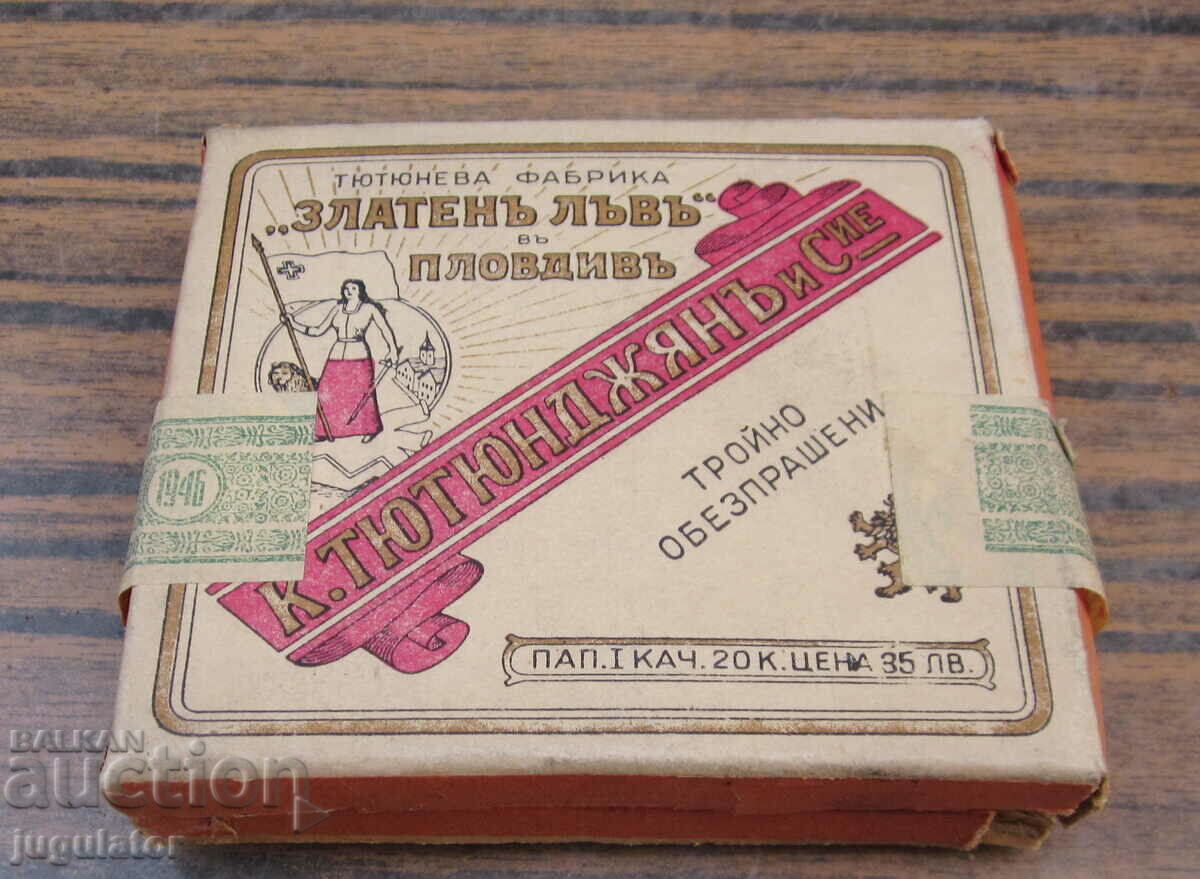 ТЮТЮНЕВА ФАБРИКА
„ЗЛАТЕНЪ ЛЪВЪ“
ВЪ
ПЛОВДИВЪ
К. ТЮТЮНДЖЯНЪ и СИЕ
ТРОЙНО
ОБЕЗПРАШЕНИ
1946
ПАП. I КАЧ. 20 К. ЦЕНА 35 ЛВ.
BALKAN
auction
jugulator